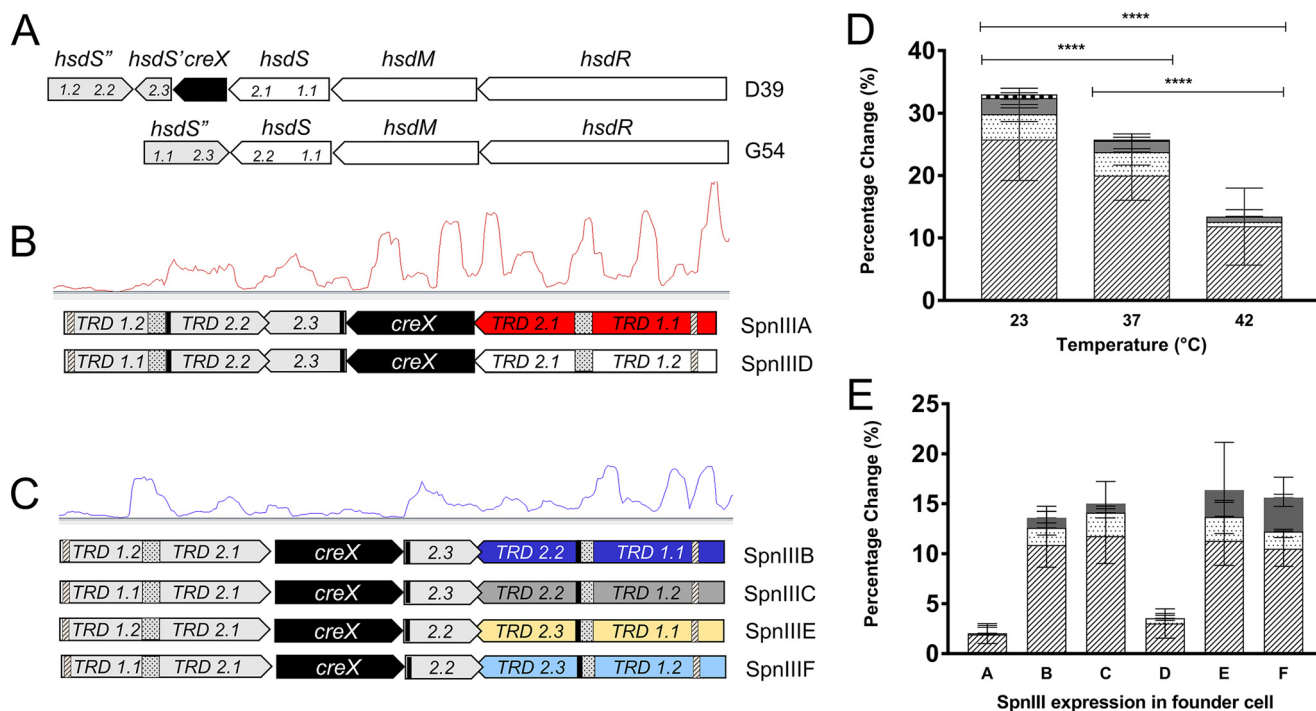 A
hsdS" hsdS' creX hsdS hsdM hsdR
1.2 2.2 2.3 2.1 1.1 D39
hsdS" hsdS hsdM hsdR
1.1 2.3 2.2 1.1 G54
B
TRD 1.2 TRD 2.2 2.3 creX TRD 2.1 TRD 1.1 SpnIIIA
TRD 1.1 TRD 2.2 2.3 creX TRD 2.1 TRD 1.2 SpnIIID
C
TRD 1.2 TRD 2.1 creX 2.3 TRD 2.2 TRD 1.1 SpnIIIB
TRD 1.1 TRD 2.1 creX 2.3 TRD 2.2 TRD 1.2 SpnIIIC
TRD 1.2 TRD 2.1 creX 2.2 TRD 2.3 TRD 1.1 SpnIIIE
TRD 1.1 TRD 2.1 creX 2.2 TRD 2.3 TRD 1.2 SpnIIIF
D
****
**** 
****
Percentage Change (%)
40
30
20
10
0
23 37 42
Temperature (°C)
E
Percentage Change (%)
25
20
15
10
5
0
A B C D E F
SpnIII expression in founder cell